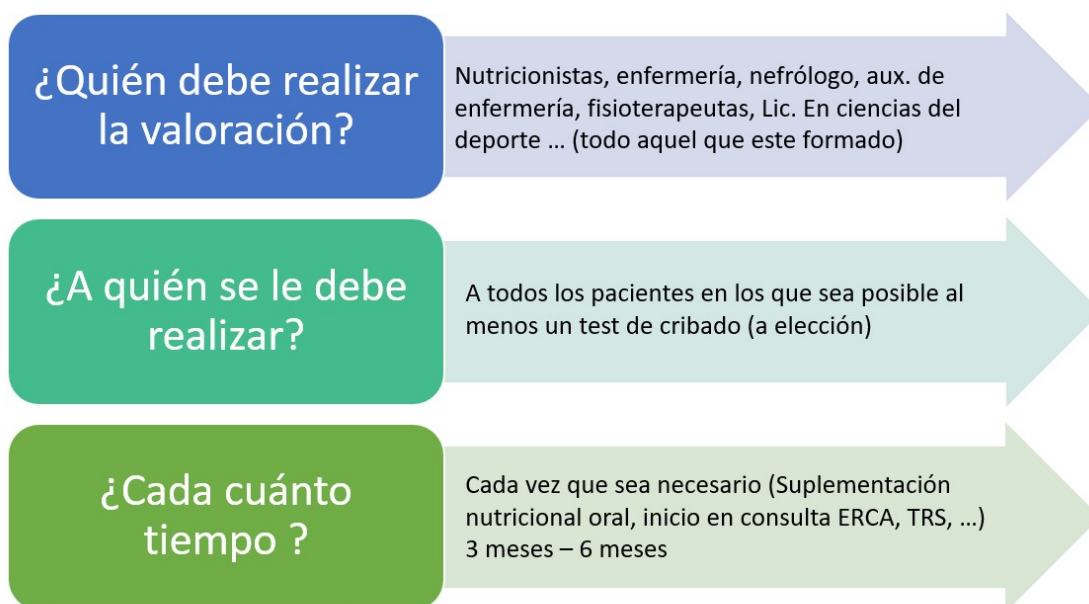 ¿Quién debe realizar
la valoración?
Nutricionistas, enfermería, nefrólogo, aux. de
enfermería, fisioterapeutas, Lic. En ciencias del
deporte ... (todo aquel que este formado)
¿A quién se le debe
realizar?
A todos los pacientes en los que sea posible al
menos un test de cribado (a elección)
¿Cada cuánto
tiempo ?
Cada vez que sea necesario (Suplementación
nutricional oral, inicio en consulta ERCA, TRS, ...)
3 meses – 6 meses